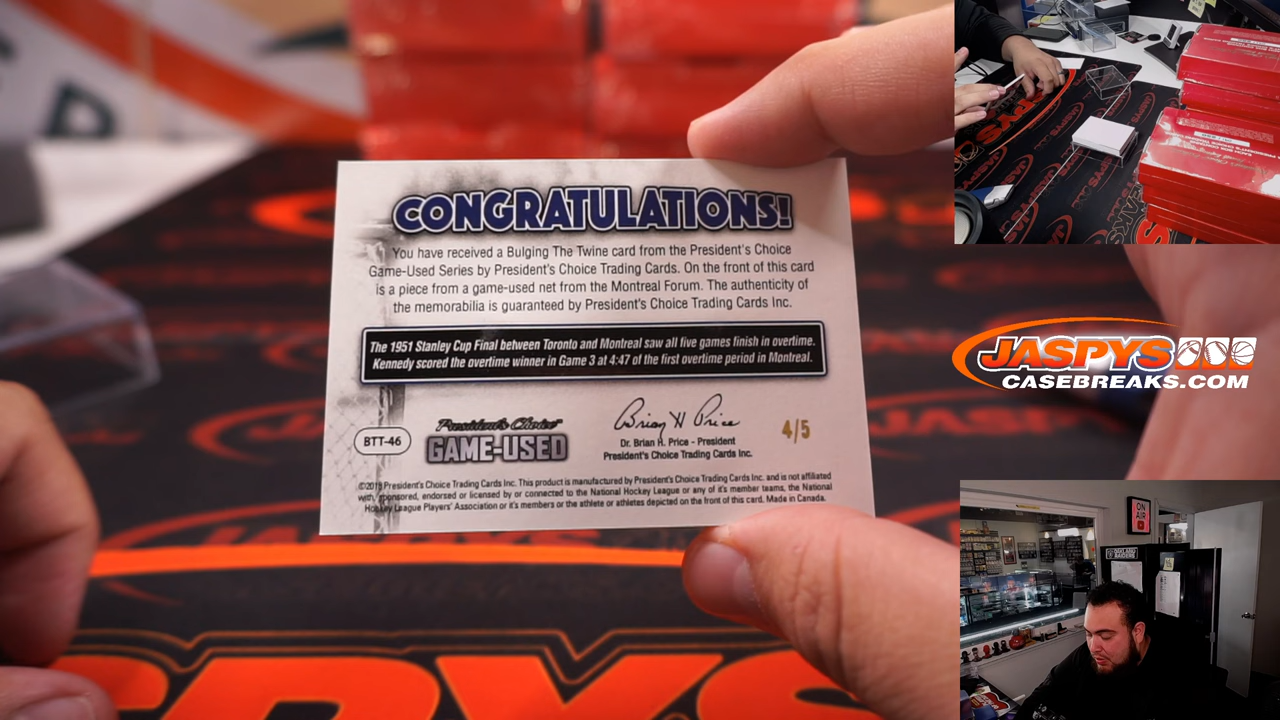 CONGRATULATIONS!
You have received a Bulging The Twine card from the President's Choice
Game-Used Series by President's Choice Trading Cards. On the front of this card
is a piece from a game-used net from the Montreal Forum. The authenticity of
the memorabilia is guaranteed by President's Choice Trading Cards Inc.
The 1951 Stanley Cup Final between Toronto and Montreal saw all five games finish in overtime.
Kennedy scored the overtime winner in Game 3 at 4:47 of the first overtime period in Montreal.
BTT-46
President's Choice
GAME-USED
Brian H Price
Dr. Brian H. Price - President
President's Choice Trading Cards Inc.
4/5
President's Choice Trading Cards Inc. This product is manufactured by President's Choice Trading Cards Inc. and is not affiliated
with, sponsored, endorsed or licensed by or connected to the National Hockey League or any of it's member teams, the National
Hockey League Players' Association or it's members or the athlete or athletes depicted on the front of this card. Made in Canada.
JASPYS
CASEBREAKS.COM
ON
AIR
JASPYS